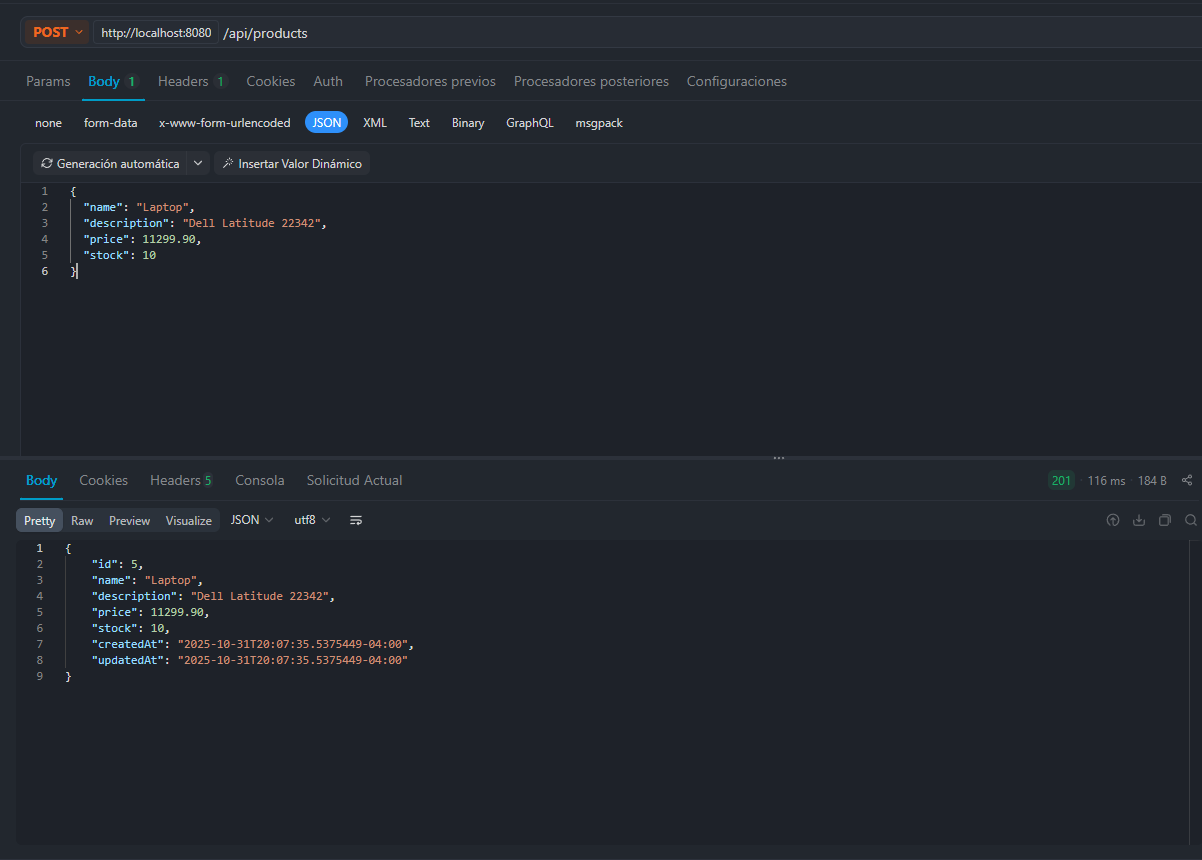 POST http://localhost:8080 /api/products
Params Body 1 Headers 1 Cookies Auth Procesadores previos Procesadores posteriores Configuraciones
none form-data x-www-form-urlencoded JSON XML Text Binary GraphQL msgpack
Generación automática Insertar Valor Dinámico
1 {
2 "name": "Laptop",
3 "description": "Dell Latitude 22342",
4 "price": 11299.90,
5 "stock": 10
6 }
Body Cookies Headers 5 Consola Solicitud Actual 201 116 ms 184 B
Pretty Raw Preview Visualize JSON utf8
1 {
2 "id": 5,
3 "name": "Laptop",
4 "description": "Dell Latitude 22342",
5 "price": 11299.90,
6 "stock": 10,
7 "createdAt": "2025-10-31T20:07:35.5375449-04:00",
8 "updatedAt": "2025-10-31T20:07:35.5375449-04:00"
9 }